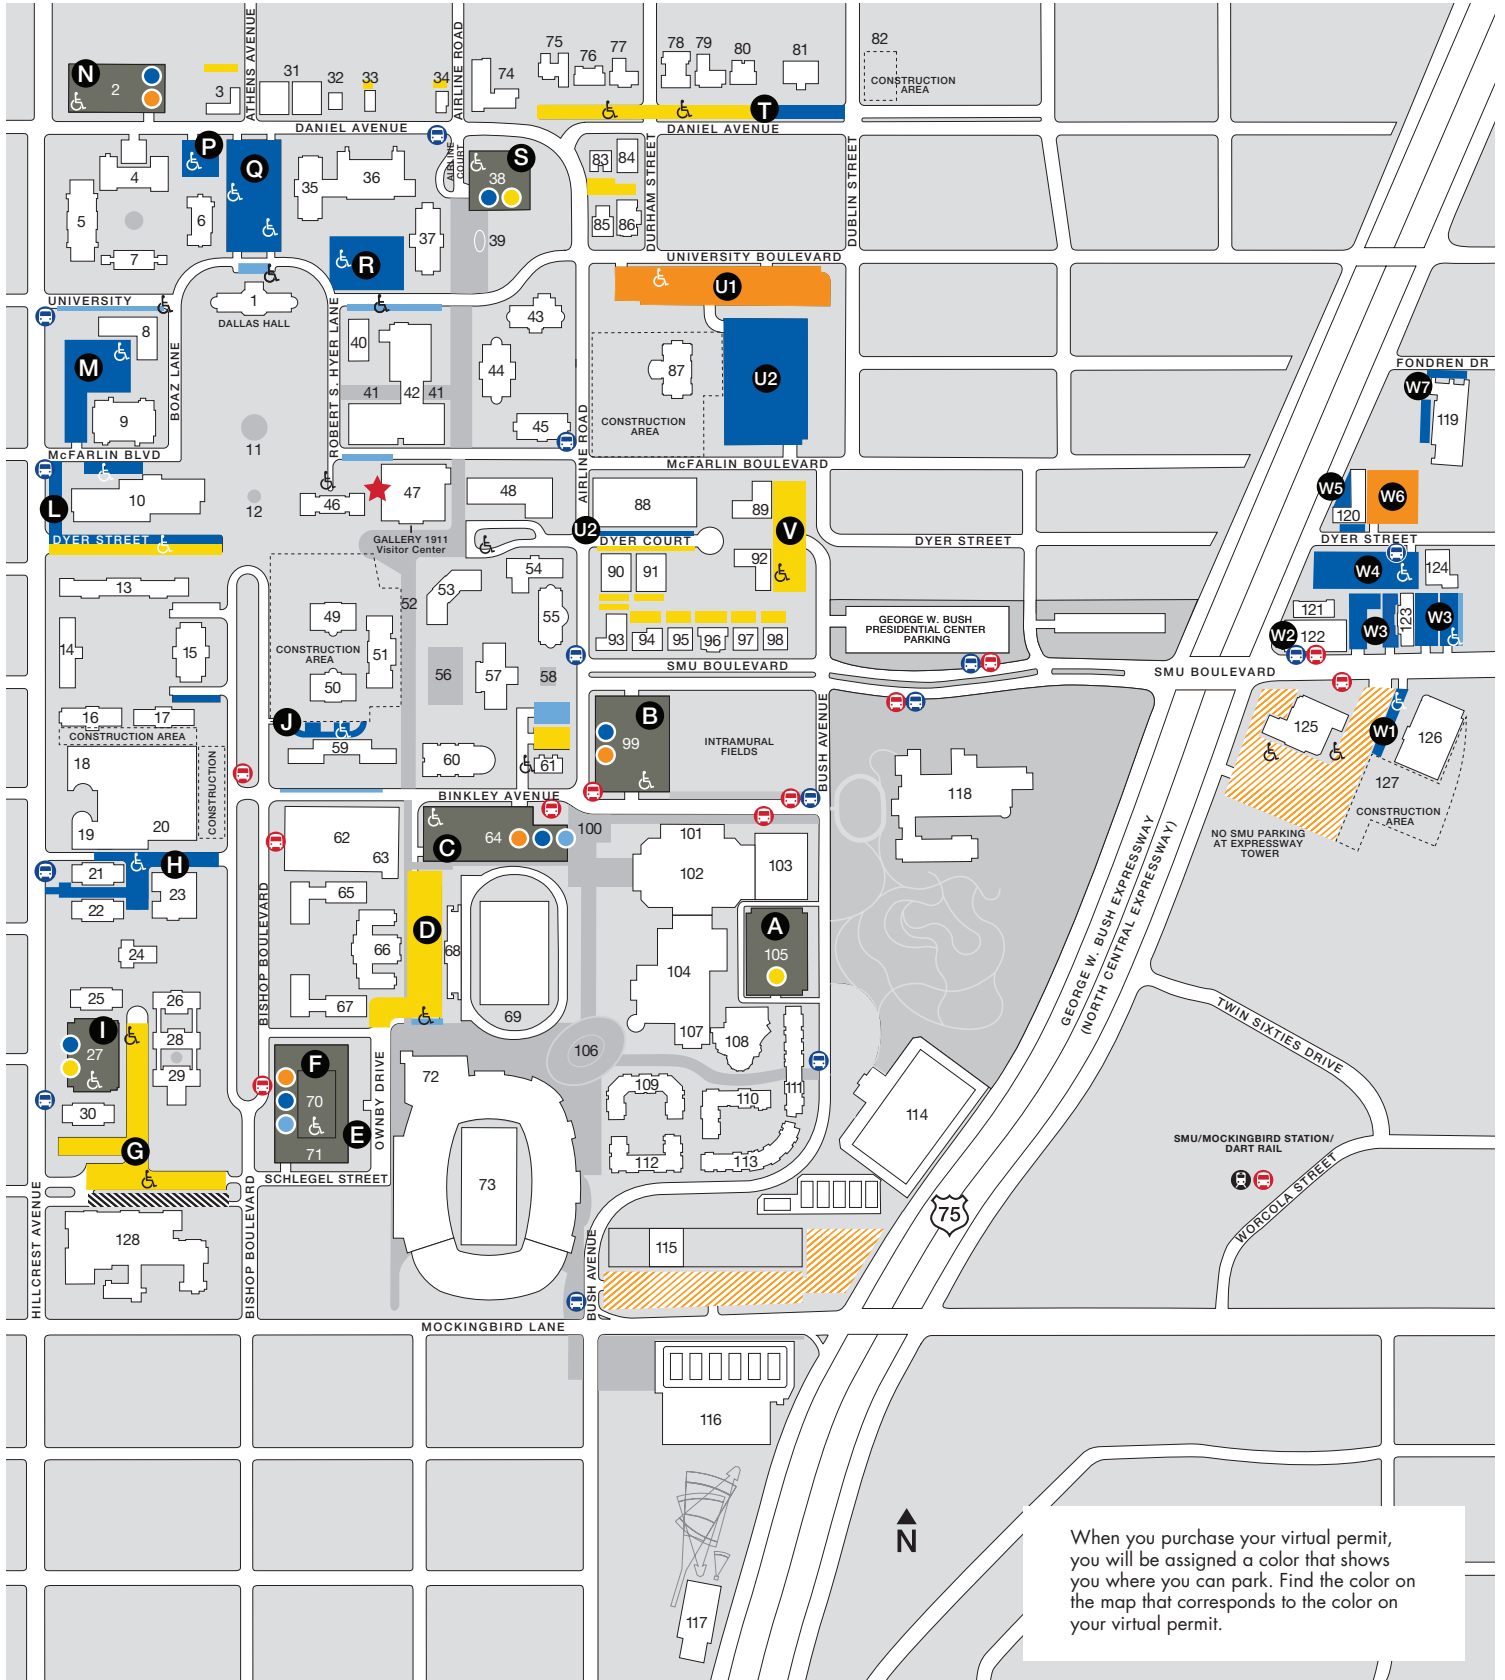 ATHENS AVENUE
AIRLINE ROAD
N
2
3
31
32
33
34
74
75
76
77
78
79
80
81
82
CONSTRUCTION
AREA
T
DANIEL AVENUE
DANIEL AVENUE
P
Q
S
38
AIRLINE
COURT
4
5
6
7
35
36
37
39
83
84
85
86
DURHAM STREET
DUBLIN STREET
R
UNIVERSITY BOULEVARD
U1
UNIVERSITY
1
DALLAS HALL
8
M
9
BOAZ LANE
ROBERT S. HYER LANE
40
41
42
41
43
44
45
87
CONSTRUCTION
AREA
U2
FONDREN DR
W7
119
11
12
McFARLIN BLVD
McFARLIN BOULEVARD
AIRLINE ROAD
L
10
46
47
48
GALLERY 1911
Visitor Center
88
U2
89
V
92
W5
W6
120
DYER STREET
DYER COURT
DYER STREET
DYER STREET
13
14
15
16
17
CONSTRUCTION AREA
49
CONSTRUCTION
AREA
50
51
52
53
54
55
56
57
58
90
91
93
94
95
96
97
98
GEORGE W. BUSH
PRESIDENTIAL CENTER
PARKING
W4
124
121
W2
122
W3
123
W3
SMU BOULEVARD
SMU BOULEVARD
J
59
60
61
B
99
INTRAMURAL
FIELDS
BUSH AVENUE
125
W1
126
127
CONSTRUCTION
AREA
NO SMU PARKING
AT EXPRESSWAY
TOWER
18
19
20
CONSTRUCTION
BINKLEY AVENUE
62
63
C
64
100
101
102
103
118
H
21
22
23
24
BISHOP BOULEVARD
65
66
67
D
68
69
A
105
104
107
108
GEORGE W. BUSH EXPRESSWAY
(NORTH CENTRAL EXPRESSWAY)
TWIN SIXTIES DRIVE
25
26
I
27
28
29
30
G
F
70
E
71
OWNBY DRIVE
SCHLEGEL STREET
72
73
106
109
110
111
112
113
114
SMU/MOCKINGBIRD STATION/
DART RAIL
WORCOLA STREET
75
HILLCREST AVENUE
128
BISHOP BOULEVARD
BUSH AVENUE
115
MOCKINGBIRD LANE
116
117
N
When you purchase your virtual permit,
you will be assigned a color that shows
you where you can park. Find the color on
the map that corresponds to the color on
your virtual permit.